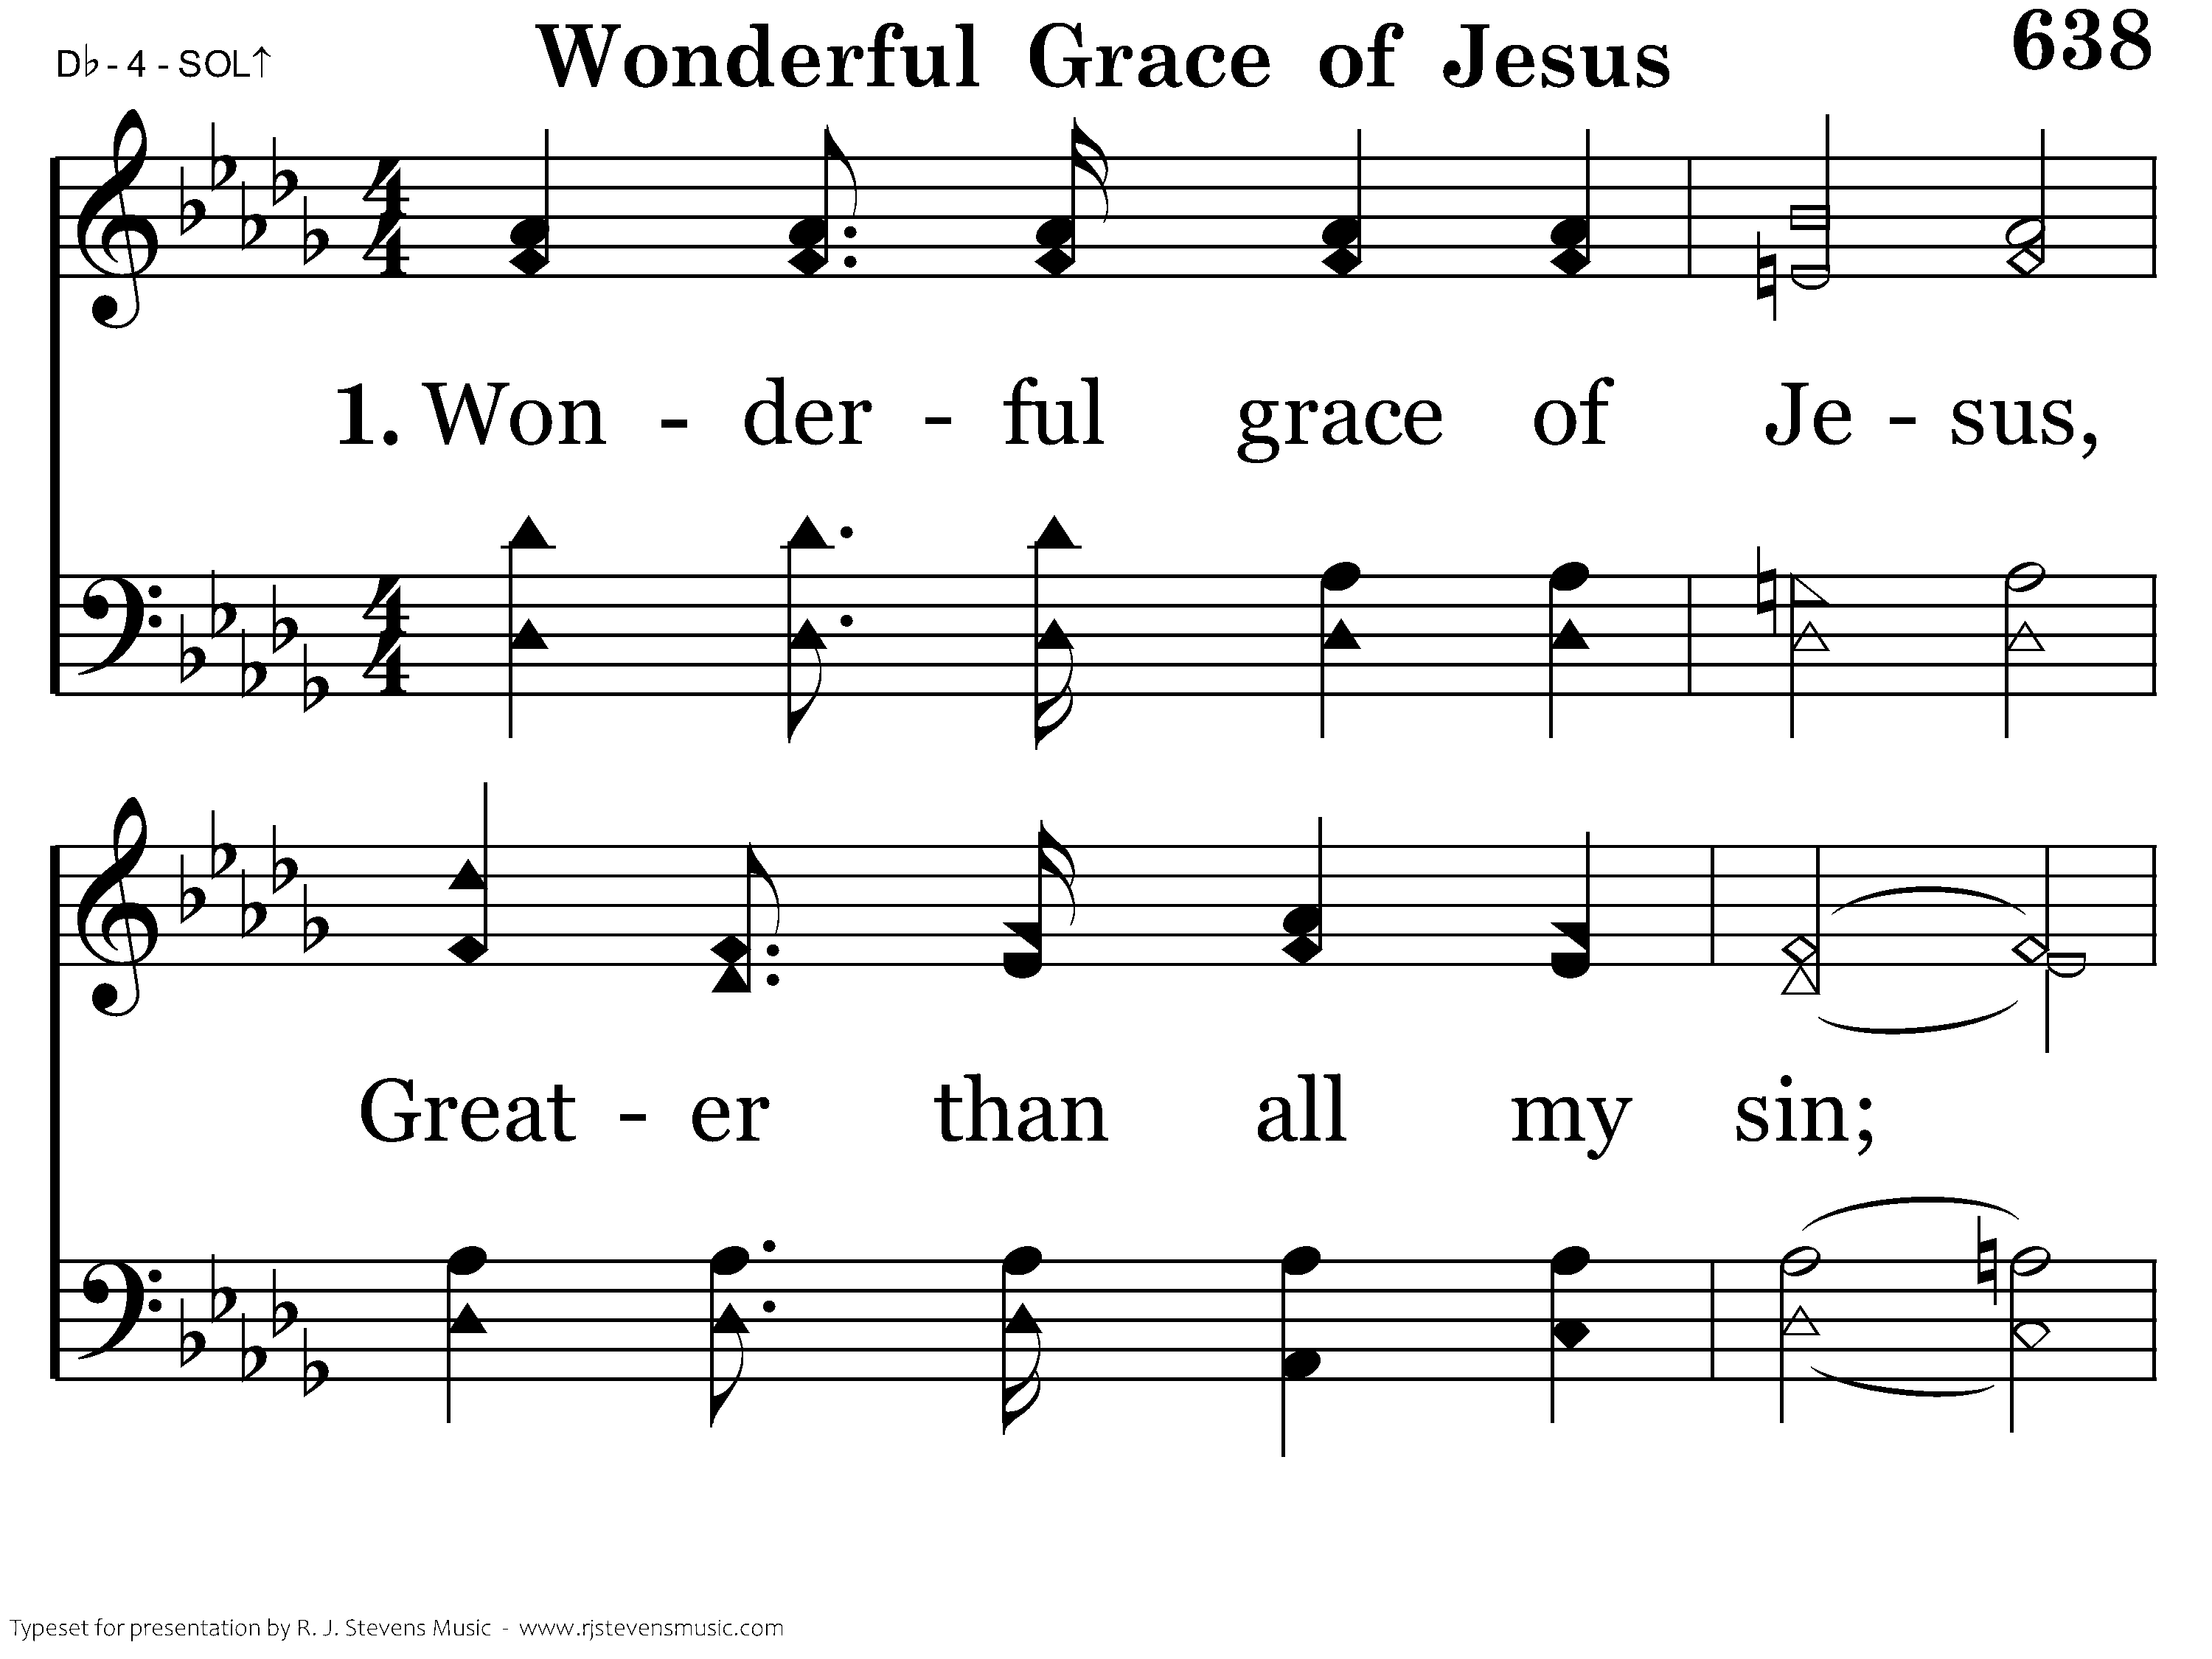 D♭ - 4 - SOL↑
Wonderful Grace of Jesus
638
1. Won - der - ful grace of Je - sus,
Great - er than all my sin;
Typeset for presentation by R. J. Stevens Music - www.rjstevensmusic.com